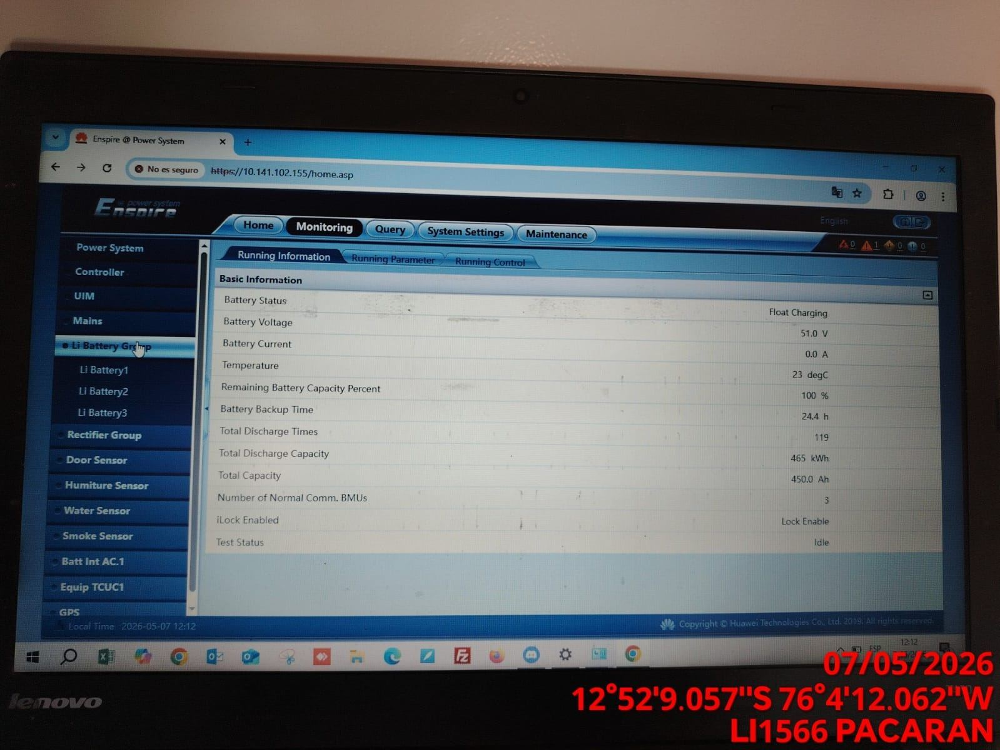 Enspire @ Power System
No es seguro https://10.141.102.155/home.asp
power system
Enspire
English
Home Monitoring Query System Settings Maintenance
0 1 0 0
Power System
Controller
UIM
Mains
Li Battery Group
Li Battery1
Li Battery2
Li Battery3
Rectifier Group
Door Sensor
Humiture Sensor
Water Sensor
Smoke Sensor
Batt Int AC.1
Equip TCUC1
GPS
Running Information Running Parameter Running Control
Basic Information
Battery Status Float Charging
Battery Voltage 51.0 V
Battery Current 0.0 A
Temperature 23 degC
Remaining Battery Capacity Percent 100 %
Battery Backup Time 24.4 h
Total Discharge Times 119
Total Discharge Capacity 465 kWh
Total Capacity 450.0 Ah
Number of Normal Comm. BMUs 3
iLock Enabled Lock Enable
Test Status Idle
Local Time 2026-05-07 12:12
Copyright © Huawei Technologies Co., Ltd. 2019. All rights reserved.
ESP 12:12
lenovo
07/05/2026
12°52'9.057"S 76°4'12.062"W
LI1566 PACARAN